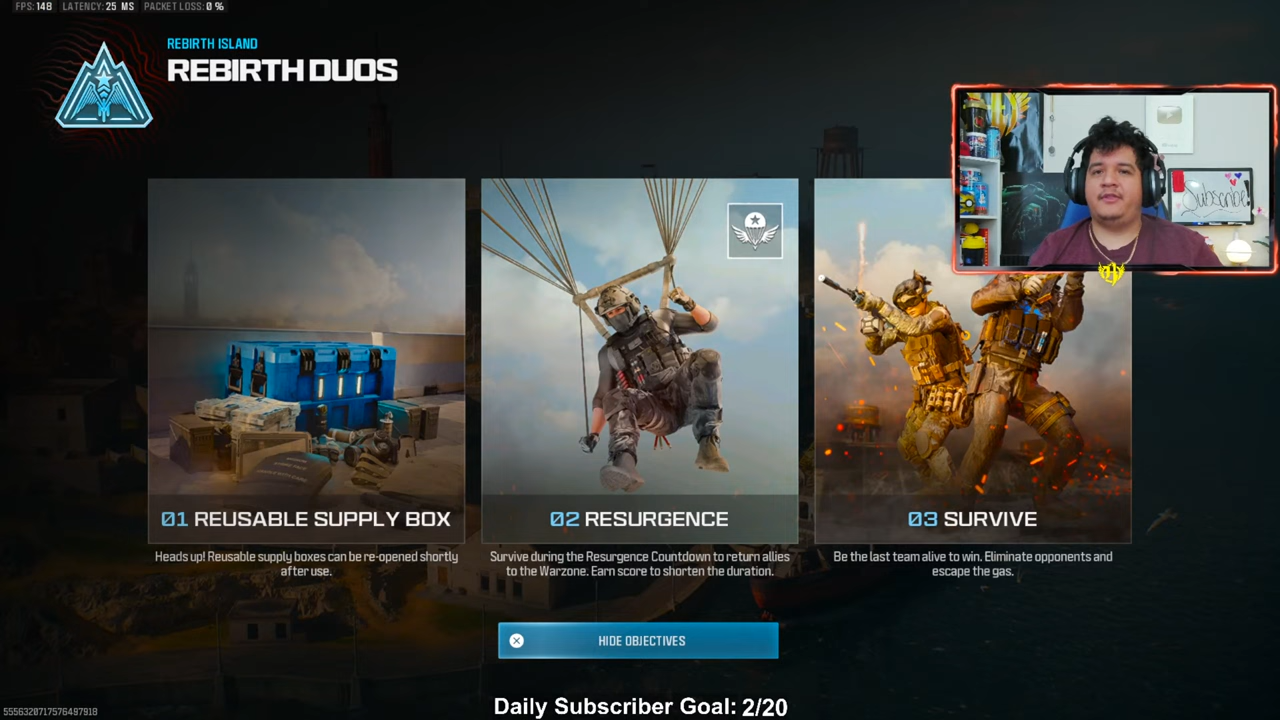 FPS: 148 LATENCY: 25 MS PACKET LOSS: 0 %
REBIRTH ISLAND
REBIRTH DUOS
Subscribe!
01 REUSABLE SUPPLY BOX
02 RESURGENCE
03 SURVIVE
Heads up! Reusable supply boxes can be re-opened shortly
after use.
Survive during the Resurgence Countdown to return allies
to the Warzone. Earn score to shorten the duration.
Be the last team alive to win. Eliminate opponents and
escape the gas.
HIDE OBJECTIVES
Daily Subscriber Goal: 2/20
5556320717576497918